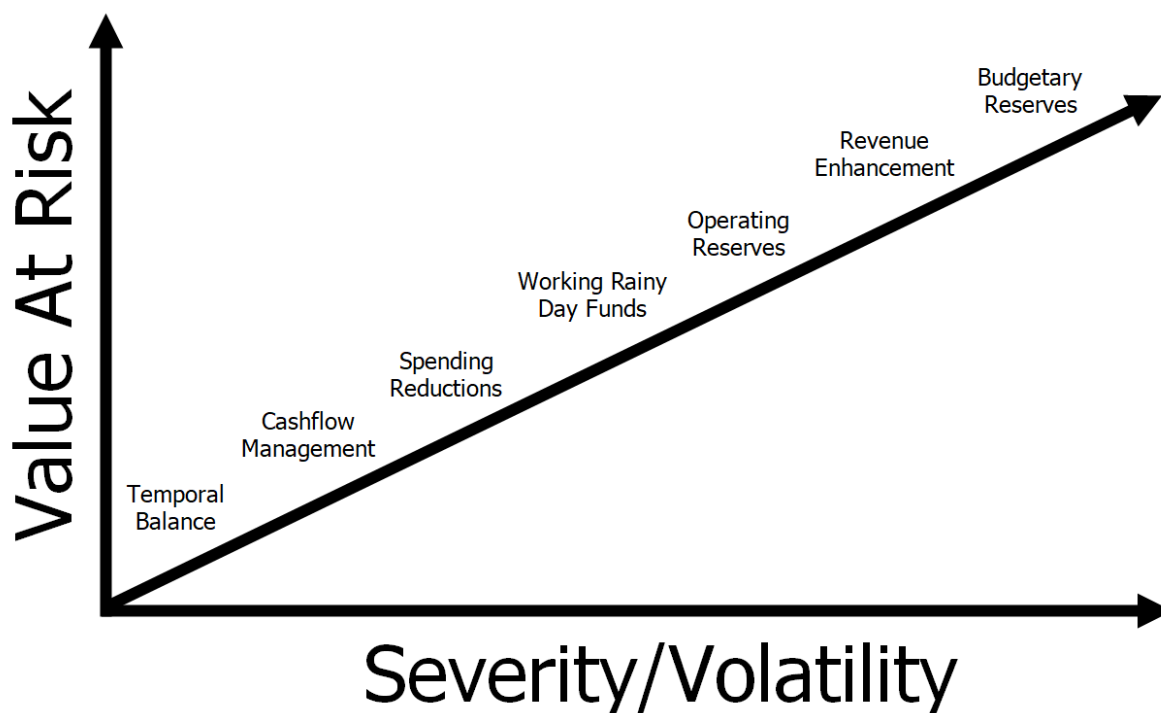 Value At Risk
Budgetary
Reserves
Revenue
Enhancement
Operating
Reserves
Working Rainy
Day Funds
Spending
Reductions
Cashflow
Management
Temporal
Balance
Severity/Volatility